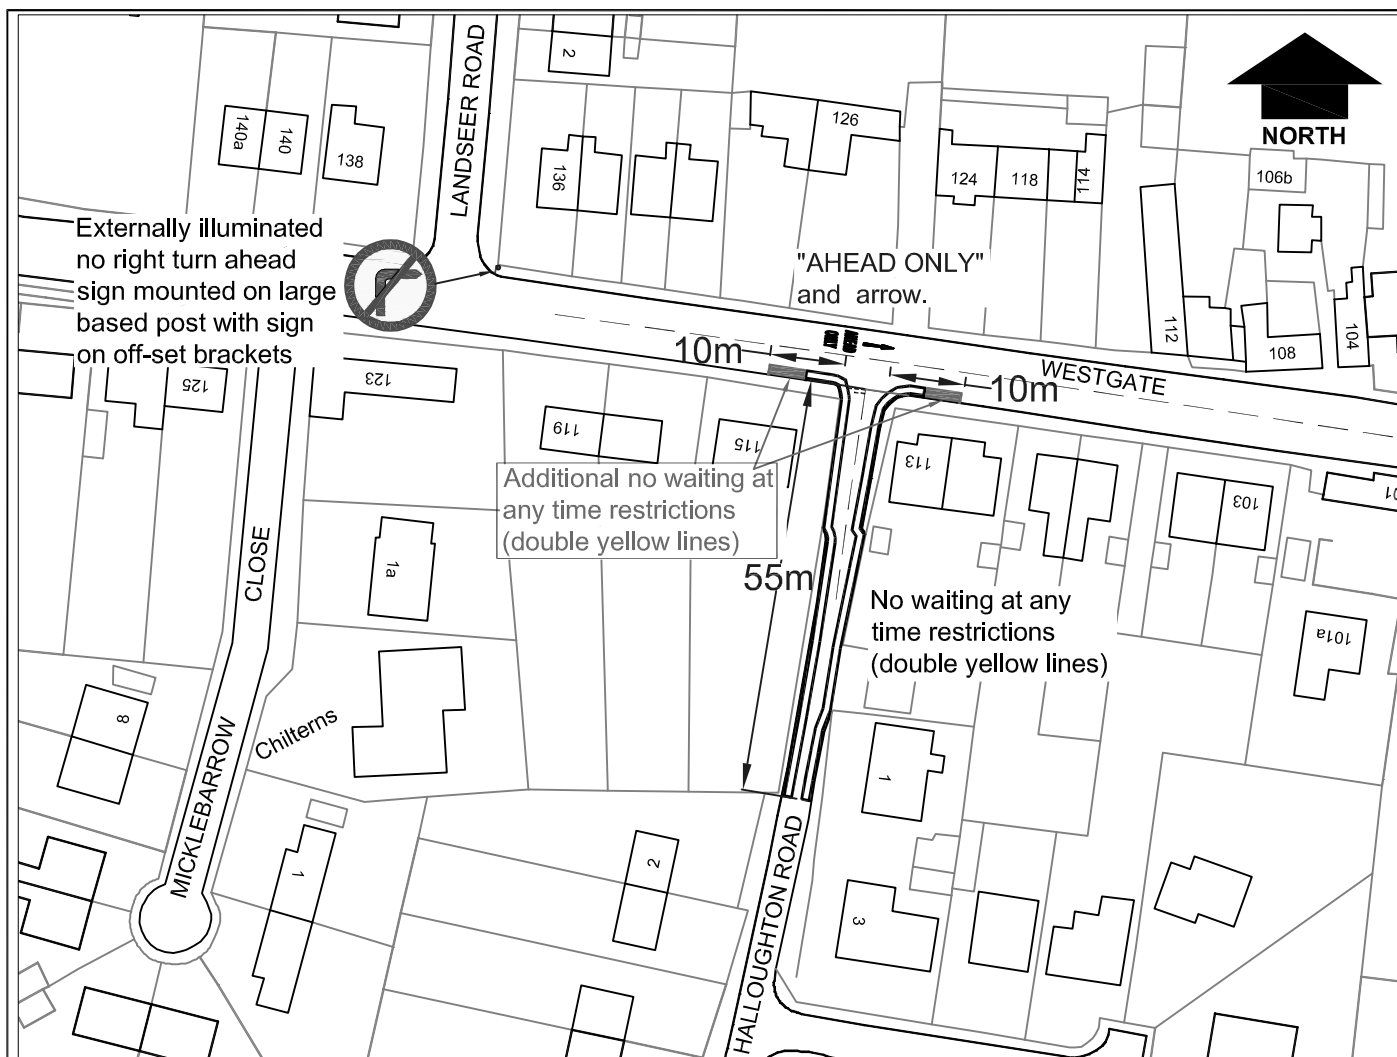 LANDSEER ROAD
2
126
140a
140
138
136
124
118
114
NORTH
106b
Externally illuminated
no right turn ahead
sign mounted on large
based post with sign
on off-set brackets
"AHEAD ONLY"
and arrow.
112
108
104
10m
WESTGATE
10m
125
123
119
115
113
103
Additional no waiting at
any time restrictions
(double yellow lines)
CLOSE
1a
55m
No waiting at any
time restrictions
(double yellow lines)
101a
8
MICKLEBARROW
Chilterns
1
1
2
3
HALLOUGHTON ROAD